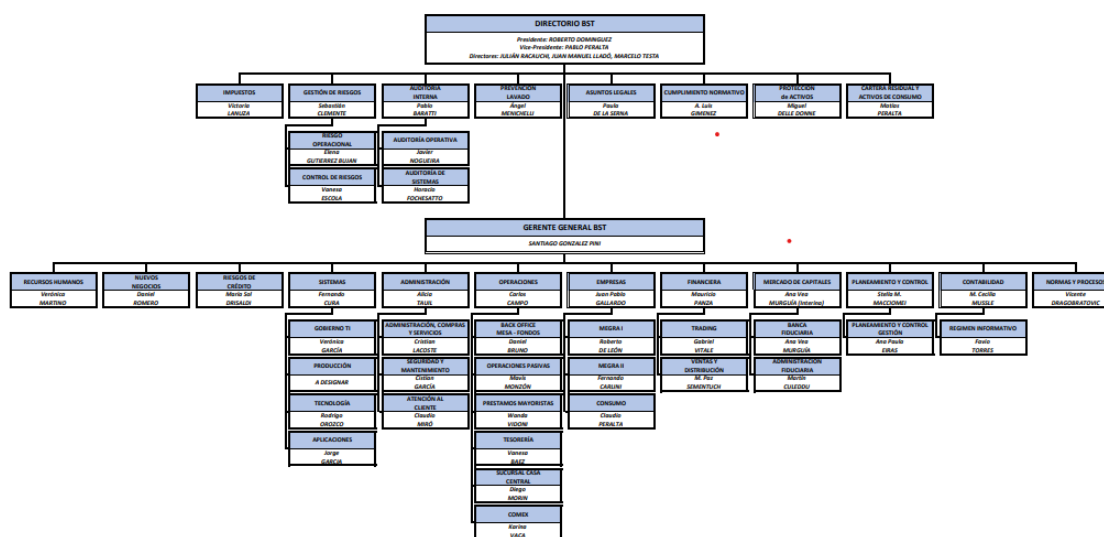 DIRECTORIO BST
Presidente: ROBERTO DOMINGUEZ
Vice-Presidente: PABLO PERALTA
Directores: JULIÁN RACAUCHI, JUAN MANUEL LLADÓ, MARCELO TESTA
IMPUESTOS
Victoria
LANUZA
GESTIÓN DE RIESGOS
Sebastián
CLEMENTE
AUDITORIA
INTERNA
Pablo
BARATTI
PREVENCIÓN
LAVADO
Ángel
MENICHELLI
ASUNTOS LEGALES
Paula
DE LA SERNA
CUMPLIMIENTO NORMATIVO
A. Luis
GIMENEZ
PROTECCIÓN
de ACTIVOS
Miguel
DELLE DONNE
CARTERA RESIDUAL Y
ACTIVOS DE CONSUMO
Matías
PERALTA
RIESGO
OPERACIONAL
Elena
GUTIERREZ BUJAN
CONTROL DE RIESGOS
Vanesa
ESCOLA
AUDITORÍA OPERATIVA
Javier
NOGUEIRA
AUDITORÍA DE
SISTEMAS
Horacio
FOCHESATTO
GERENTE GENERAL BST
SANTIAGO GONZALEZ PINI
RECURSOS HUMANOS
Verónica
MARTINO
NUEVOS
NEGOCIOS
Daniel
ROMERO
RIESGOS DE
CRÉDITO
María Sol
DRISALDI
SISTEMAS
Fernando
CURA
ADMINISTRACIÓN
Alicia
TAUIL
OPERACIONES
Carlos
CAMPO
EMPRESAS
Juan Pablo
GALLARDO
FINANCIERA
Mauricio
PANZA
MERCADO DE CAPITALES
Ana Vea
MURGUÍA (Interina)
PLANEAMIENTO Y CONTROL
Stella M.
MACCIOMEI
CONTABILIDAD
M. Cecilia
MUSSLE
NORMAS Y PROCESOS
Vicente
DRAGOBRATOVIC
GOBIERNO TI
Verónica
GARCÍA
PRODUCCIÓN
A DESIGNAR
TECNOLOGÍA
Rodrigo
OROZCO
APLICACIONES
Jorge
GARCIA
ADMINISTRACIÓN, COMPRAS
Y SERVICIOS
Cristian
LACOSTE
SEGURIDAD Y
MANTENIMIENTO
Cistian
GARCÍA
ATENCIÓN AL
CLIENTE
Claudio
MIRÓ
BACK OFFICE
MESA - FONDOS
Daniel
BRUNO
OPERACIONES PASIVAS
Mavis
MONZÓN
PRESTAMOS MAYORISTAS
Wanda
VIDONI
TESORERÍA
Vanesa
BAEZ
SUCURSAL CASA
CENTRAL
Diego
MORIN
COMEX
Karina
VACA
MEGRA I
Roberto
DE LEÓN
MEGRA II
Fernando
CARLINI
CONSUMO
Claudio
PERALTA
TRADING
Gabriel
VITALE
VENTAS Y
DISTRIBUCIÓN
M. Paz
SEMENTUCH
BANCA
FIDUCIARIA
Ana Vea
MURGUÍA
ADMINISTRACION
FIDUCIARIA
Martín
CULEDDU
PLANEAMIENTO Y CONTROL
GESTIÓN
Ana Paula
EIRAS
REGIMEN INFORMATIVO
Favio
TORRES